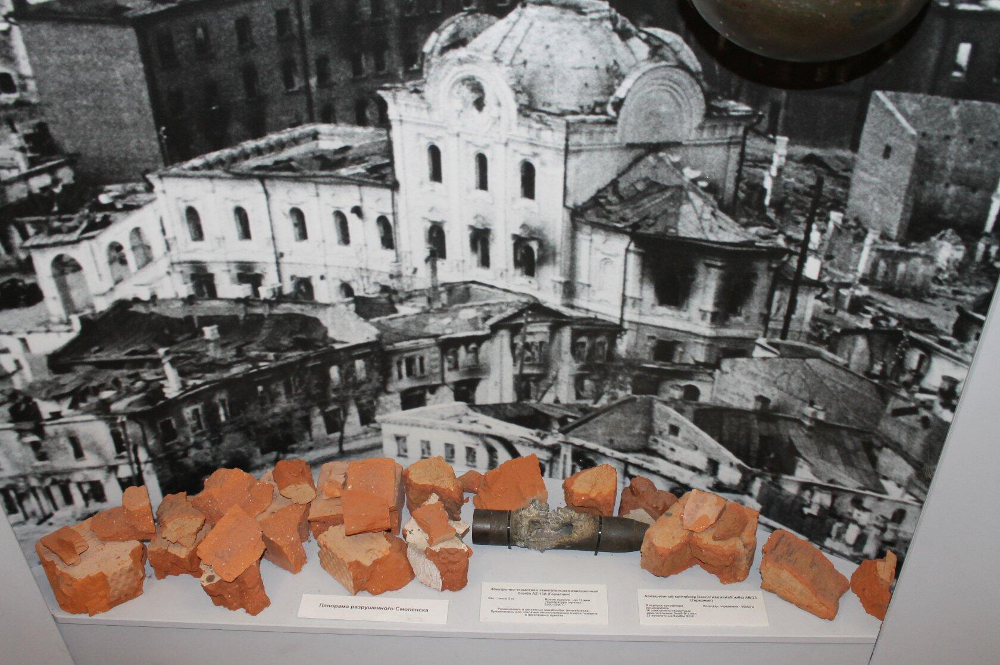 Панорама разрушенного Смоленска
Электронно-термитная зажигательная авиационная
бомба AZ-13A (Германия)
Вес - около 2 кг
Время горения - до 13 мин.
Температура горения
2500-3000 С°
Размещались в кассетных авиабомбах (контейнерах).
Применялись для создания многочисленных очагов пожаров
в населённых пунктах
Авиационный контейнер (кассетная авиабомба) АВ-23
(Германия)
В корпусе контейнера
размещалось
16 электронно-термитных
зажигательных бомб В-1 или
23 осколочные бомбы SD-2
Площадь поражения - 50х50 м